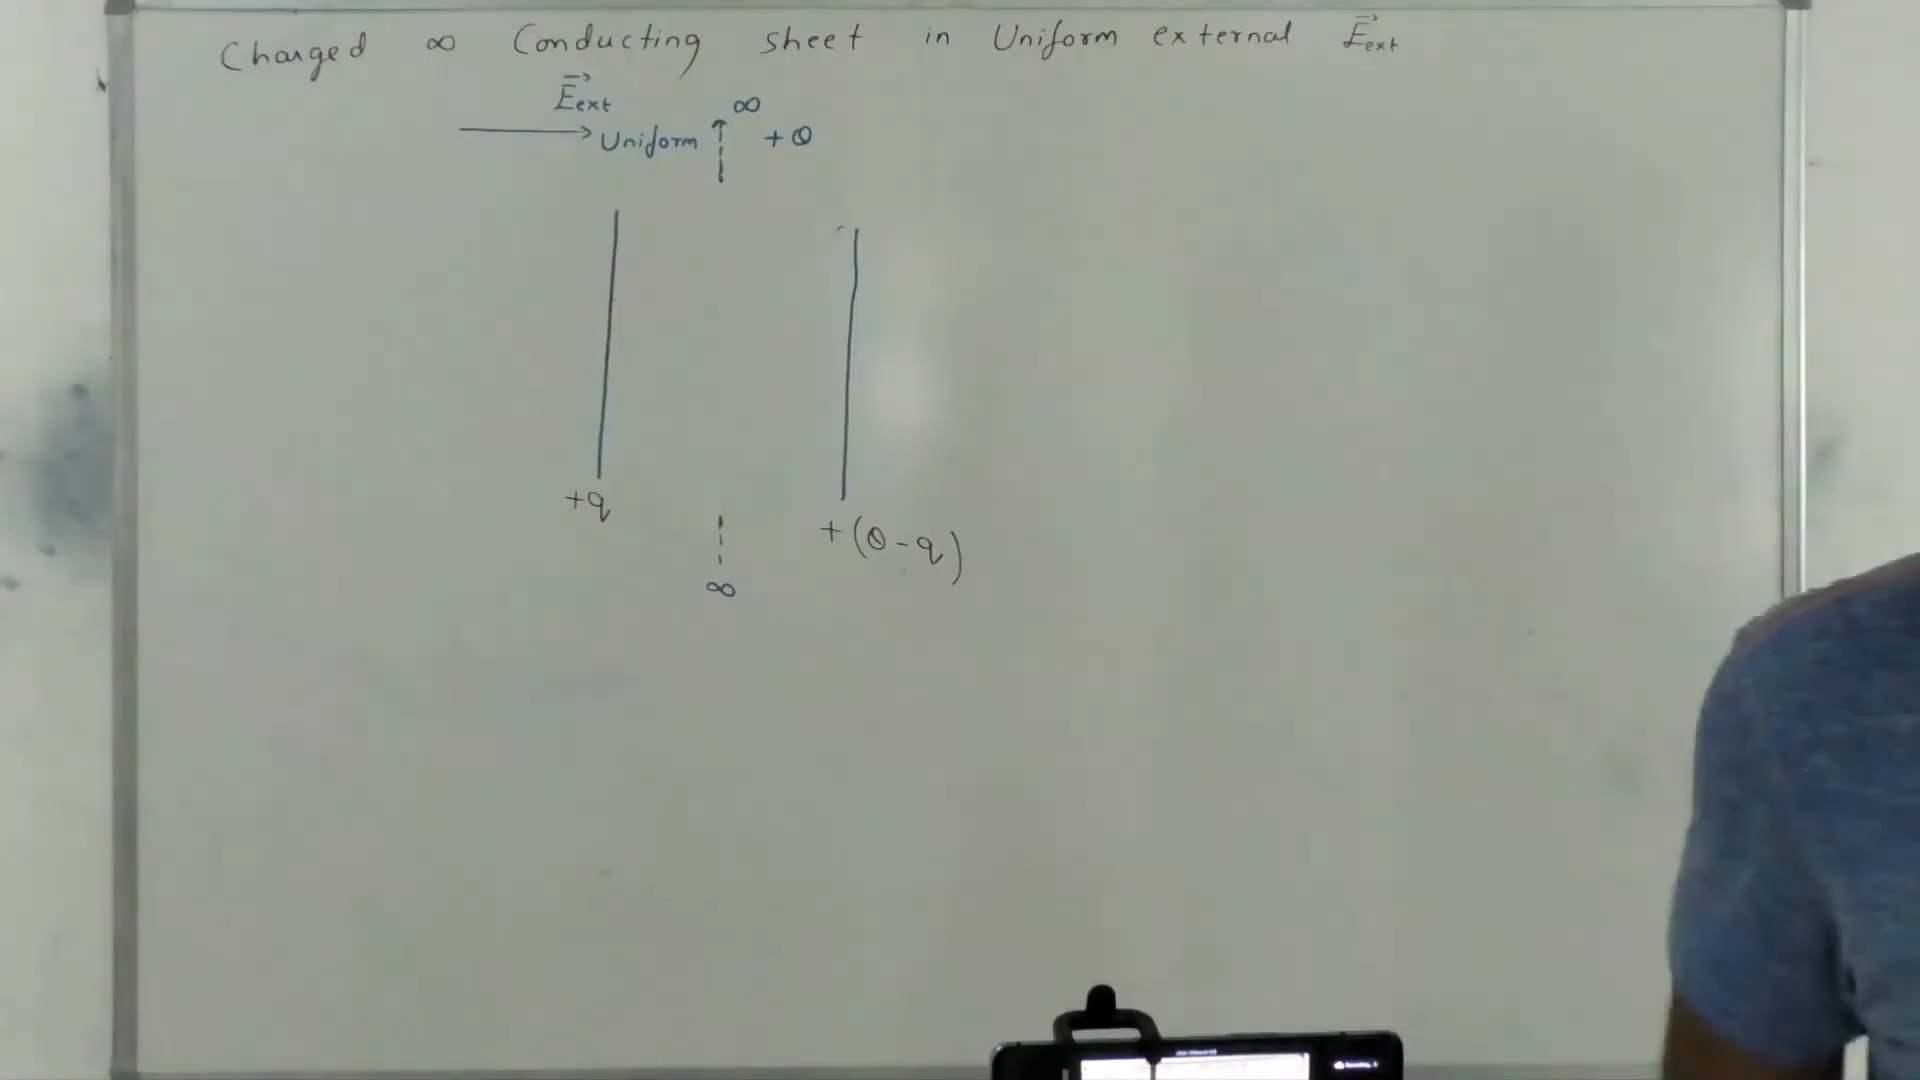 Charged ∞ Conducting sheet in Uniform external E⃗ext
E⃗ext
Uniform
∞
+Q
+q
+(Q-q)
∞